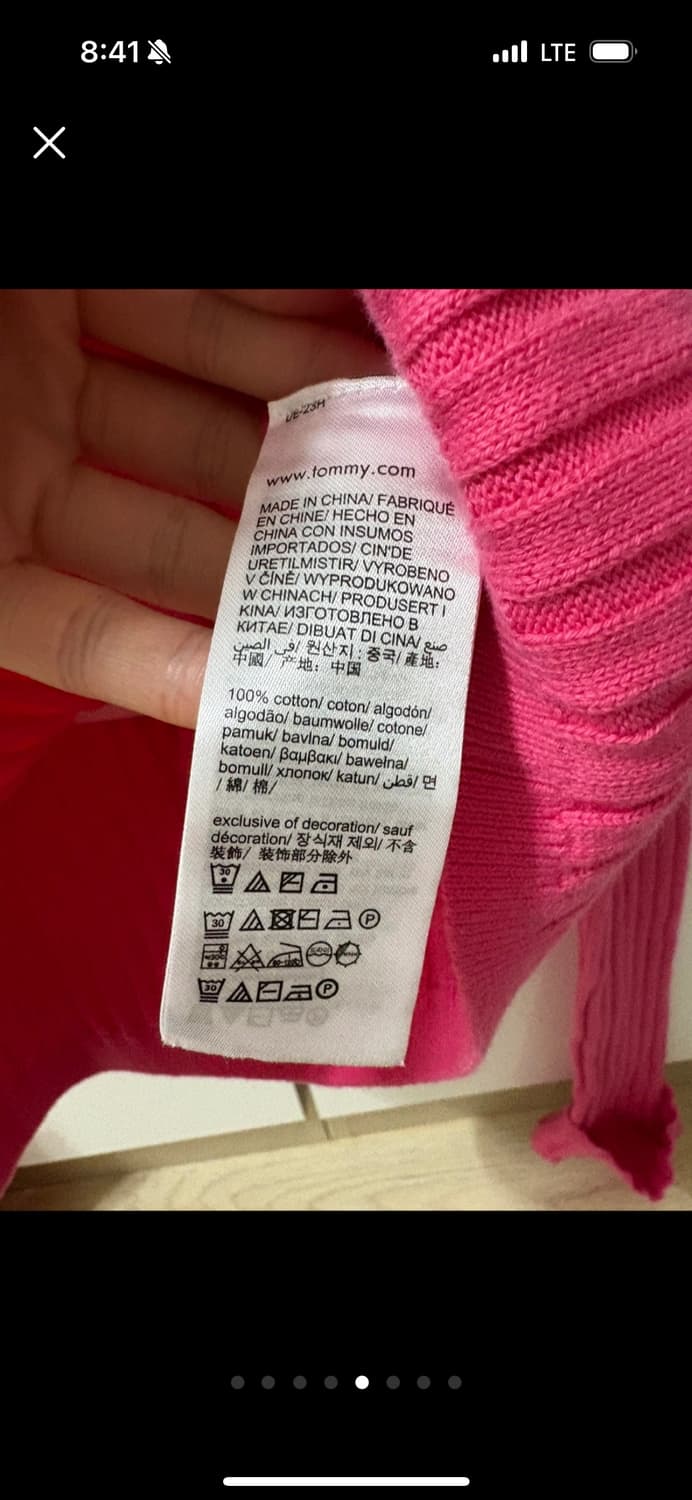 8:41
LTE
www.tommy.com
MADE IN CHINA/ FABRIQUÉ
EN CHINE/ HECHO EN
CHINA CON INSUMOS
IMPORTADOS/ CIN'DE
URETILMISTIR/ VYROBENO
V ČÍNĚ/ WYPRODUKOWANO
W CHINACH/ PRODUSERT I
KINA/ ИЗГОТОВЛЕНО В
КИТАЕ/ DIBUAT DI CINA/ صنع
في الصين/ 원산지: 중국/ 產地:
中國/ 产地: 中国
100% cotton/ coton/ algodón/
algodão/ baumwolle/ cotone/
pamuk/ bavlna/ bomuld/
katoen/ βαμβακι/ bawełna/
bomull/ хлопок/ katun/ قطن/ 면
/ 綿/ 棉/
exclusive of decoration/ sauf
décoration/ 장식재 제외/ 不含
裝飾/ 装饰部分除外
30
30 P
30 P